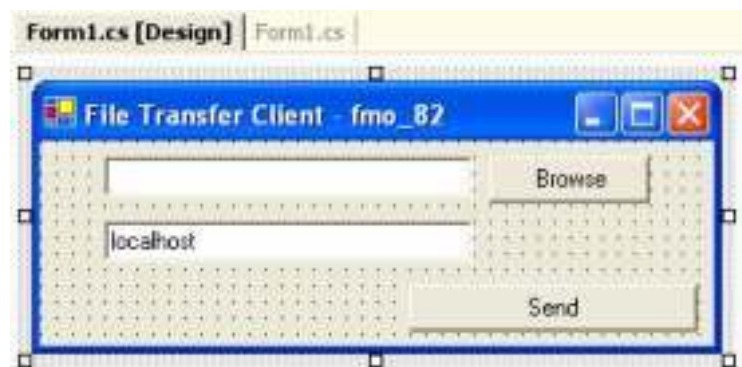 Form1.cs [Design] Form1.cs
File Transfer Client - fmo_82
Browse
localhost
Send